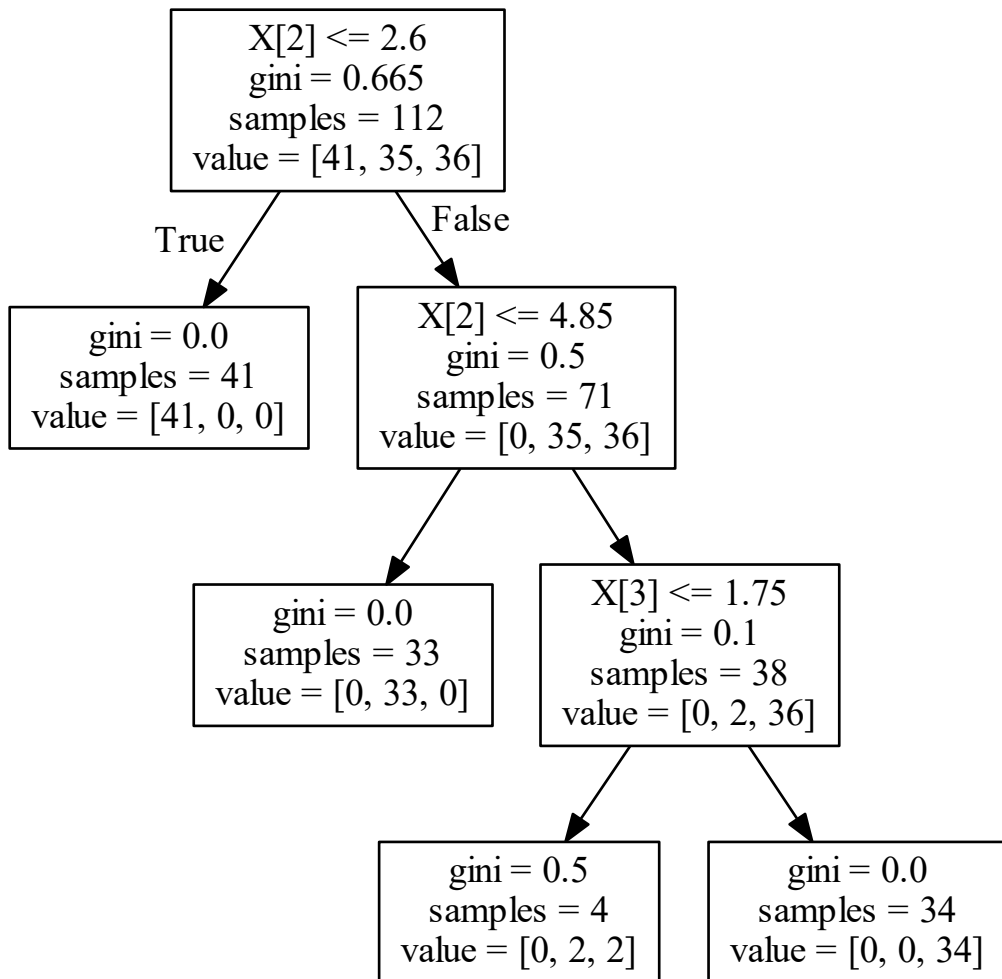 X[2] <= 2.6
gini = 0.665
samples = 112
value = [41, 35, 36]
True
False
gini = 0.0
samples = 41
value = [41, 0, 0]
X[2] <= 4.85
gini = 0.5
samples = 71
value = [0, 35, 36]
gini = 0.0
samples = 33
value = [0, 33, 0]
X[3] <= 1.75
gini = 0.1
samples = 38
value = [0, 2, 36]
gini = 0.5
samples = 4
value = [0, 2, 2]
gini = 0.0
samples = 34
value = [0, 0, 34]